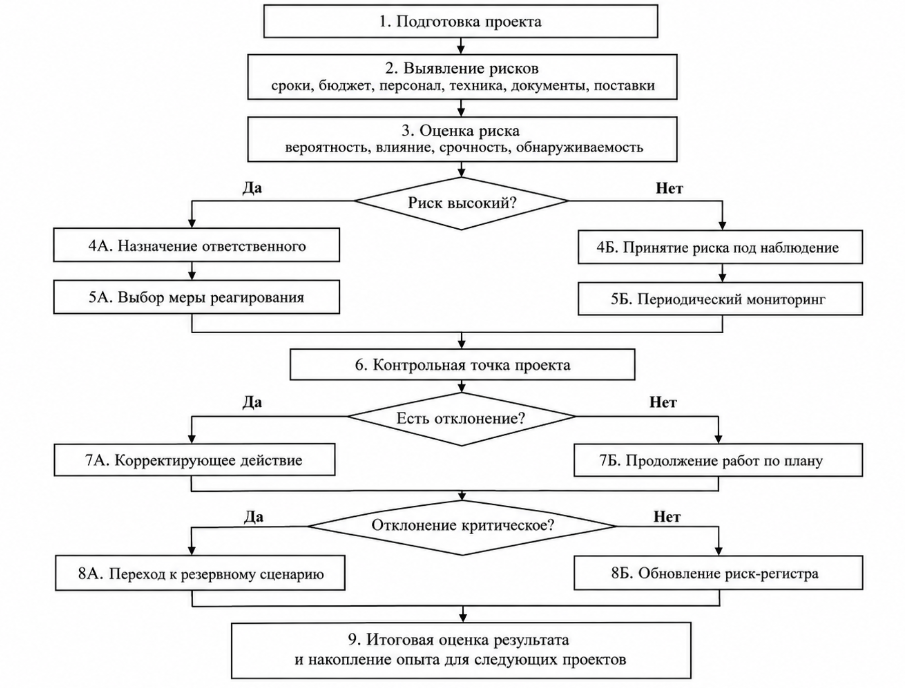 1. Подготовка проекта
2. Выявление рисков
сроки, бюджет, персонал, техника, документы, поставки
3. Оценка риска
вероятность, влияние, срочность, обнаруживаемость
Да
Риск высокий?
Нет
4А. Назначение ответственного
4Б. Принятие риска под наблюдение
5А. Выбор меры реагирования
5Б. Периодический мониторинг
6. Контрольная точка проекта
Да
Есть отклонение?
Нет
7А. Корректирующее действие
7Б. Продолжение работ по плану
Да
Отклонение критическое?
Нет
8А. Переход к резервному сценарию
8Б. Обновление риск-регистра
9. Итоговая оценка результата
и накопление опыта для следующих проектов